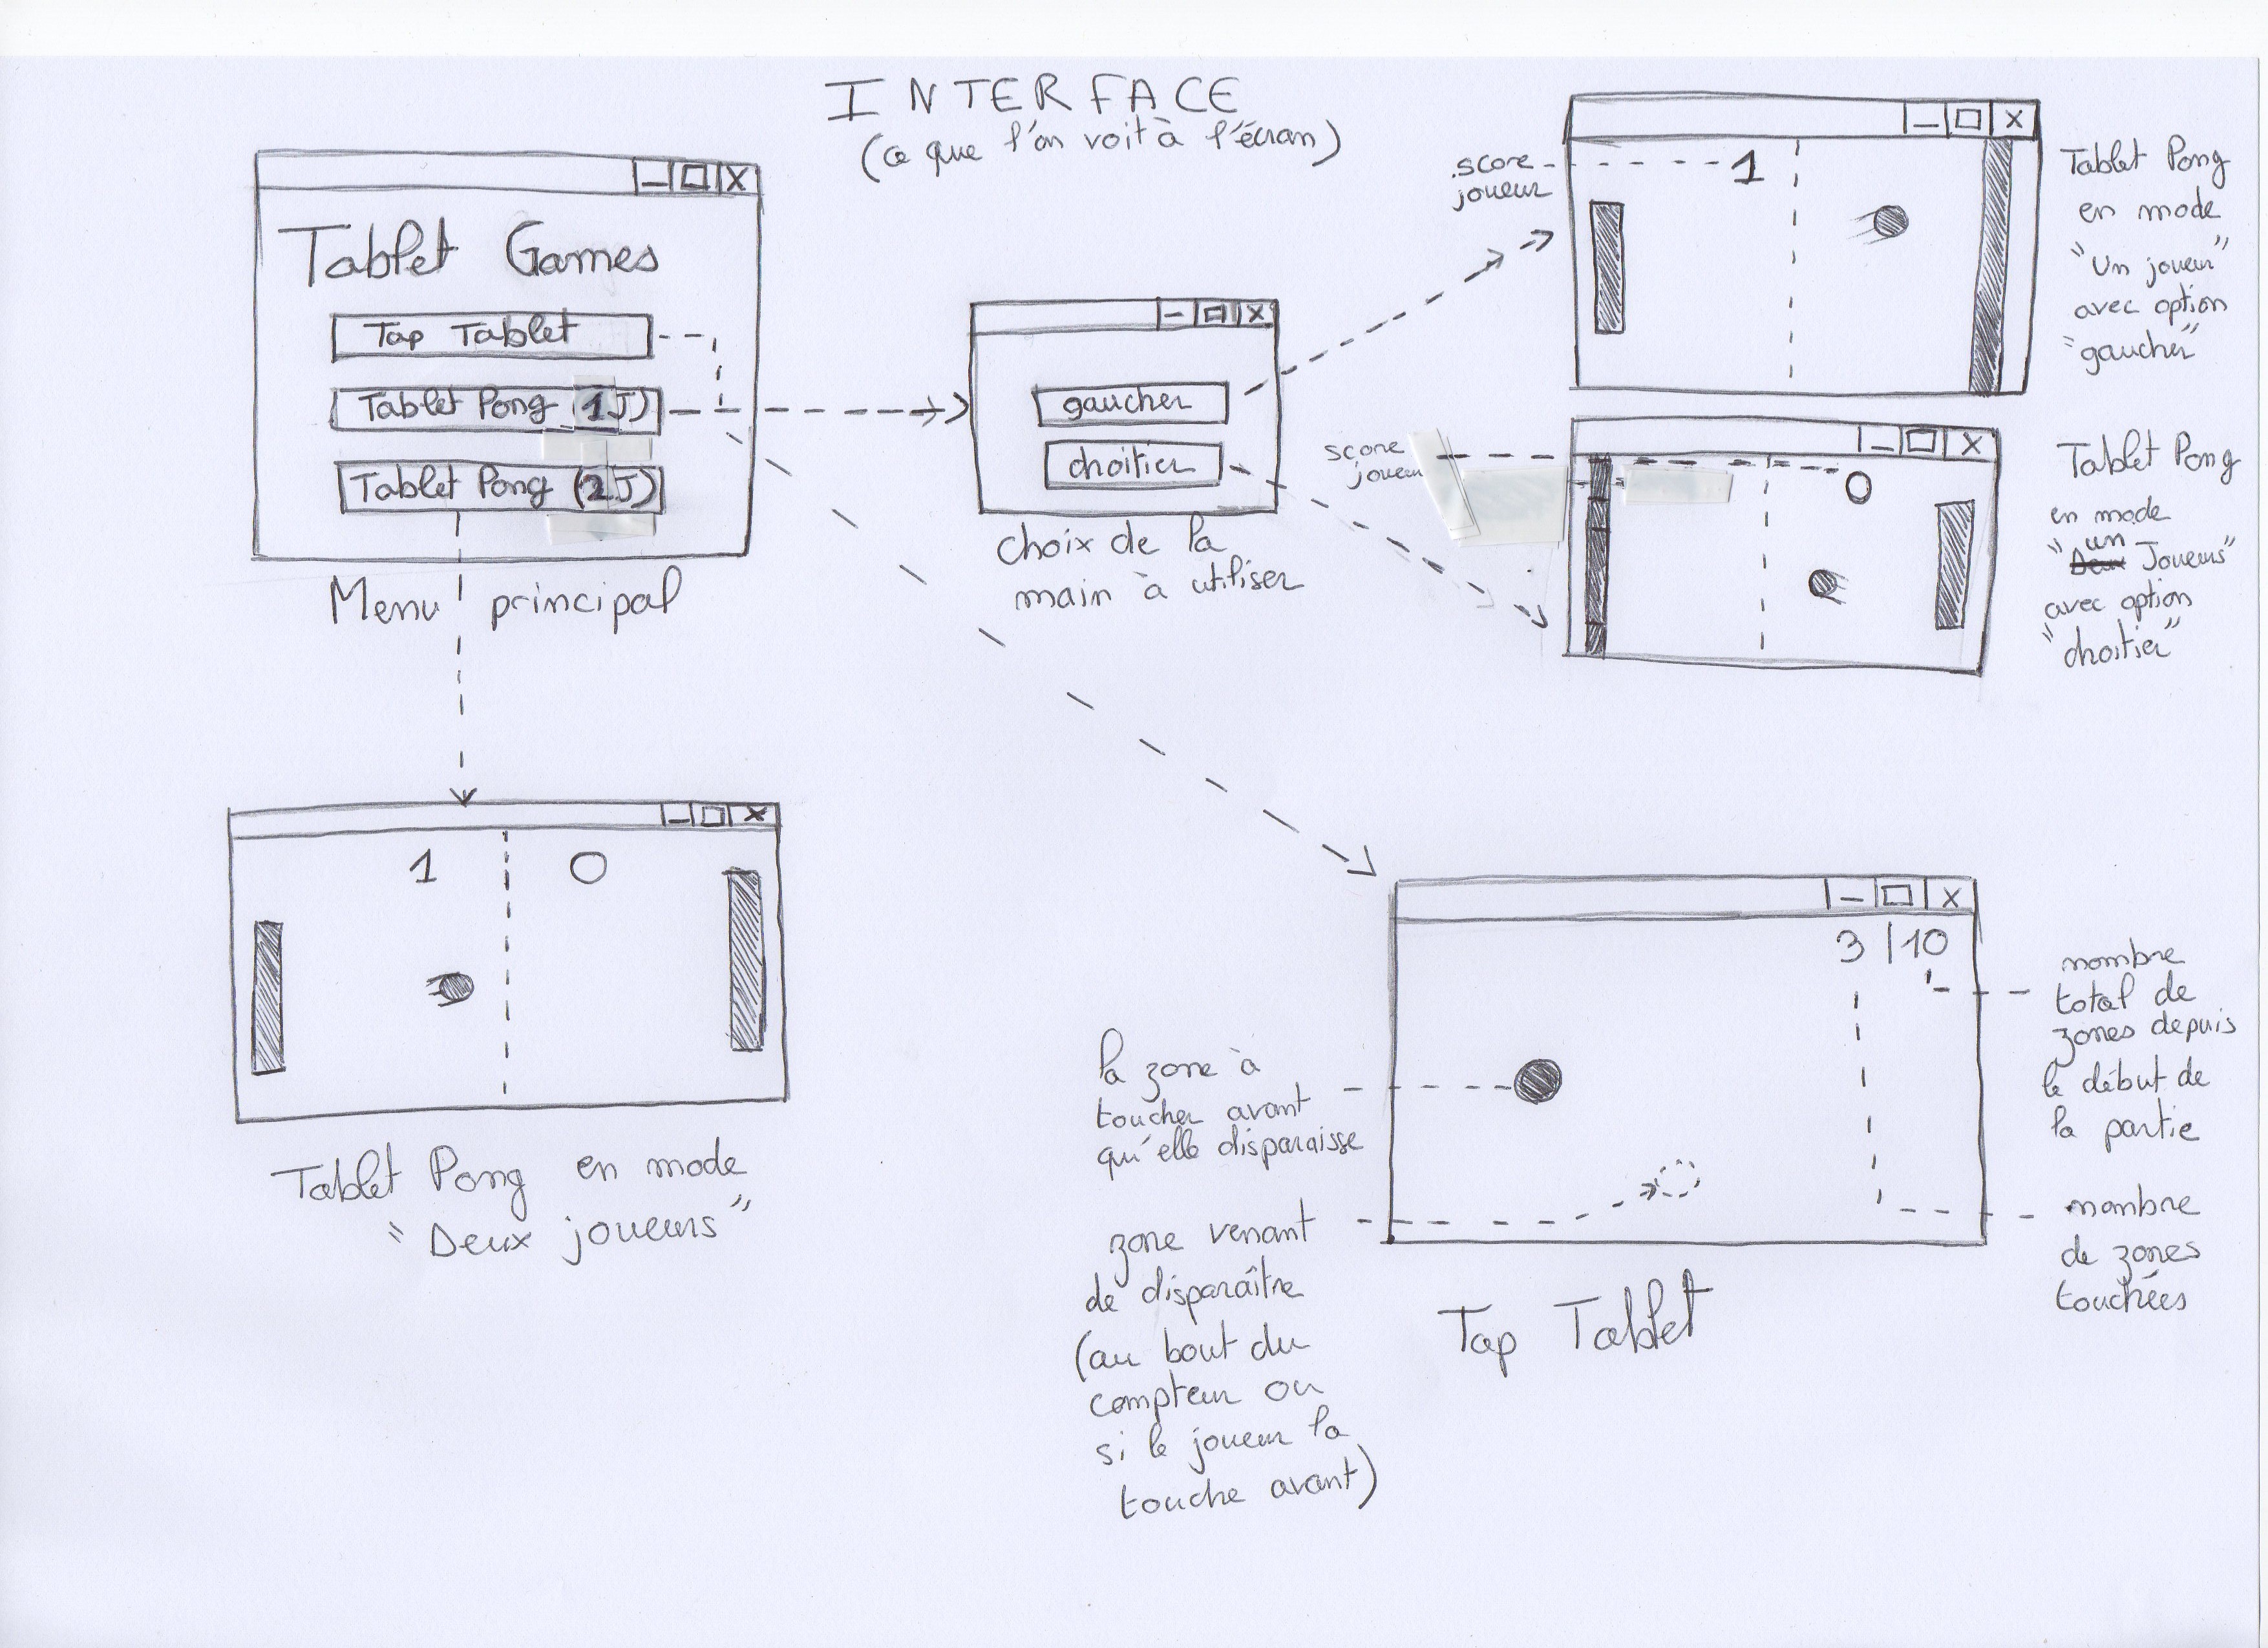 INTERFACE
(ce que l'on voit à l'écran)
Tablet Games
Tap Tablet
Tablet Pong (1J)
Tablet Pong (2J)
Menu principal
gaucher
droitier
choix de la
main à utiliser
score
joueur
1
Tablet Pong
en mode
"Un joueur"
avec option
"gaucher"
score
joueur
0
Tablet Pong
en mode
"un
Deux Joueurs"
avec option
"droitier"
1 0
Tablet Pong en mode
"Deux joueurs"
3 | 10
nombre
total de
zones depuis
le début de
la partie
nombre
de zones
touchées
la zone à
toucher avant
qu'elle disparaisse
zone venant
de disparaître
(au bout du
compteur ou
si le joueur la
touche avant)
Tap Tablet